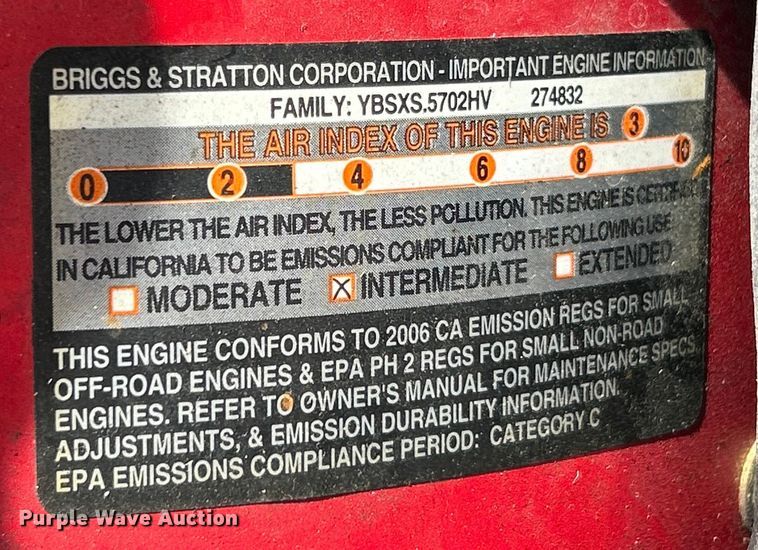 BRIGGS & STRATTON CORPORATION - IMPORTANT ENGINE INFORMATION
FAMILY: YBSXS.5702HV 274832
THE AIR INDEX OF THIS ENGINE IS 3
0 2 4 6 8 10
THE LOWER THE AIR INDEX, THE LESS POLLUTION. THIS ENGINE IS
IN CALIFORNIA TO BE EMISSIONS COMPLIANT FOR THE FOLLOWING USE
MODERATE INTERMEDIATE EXTENDED
THIS ENGINE CONFORMS TO 2006 CA EMISSION REGS FOR SMALL
OFF-ROAD ENGINES & EPA PH 2 REGS FOR SMALL NON-ROAD
ENGINES. REFER TO OWNER'S MANUAL FOR MAINTENANCE SPECS,
ADJUSTMENTS, & EMISSION DURABILITY INFORMATION.
EPA EMISSIONS COMPLIANCE PERIOD: CATEGORY C
Purple Wave Auction